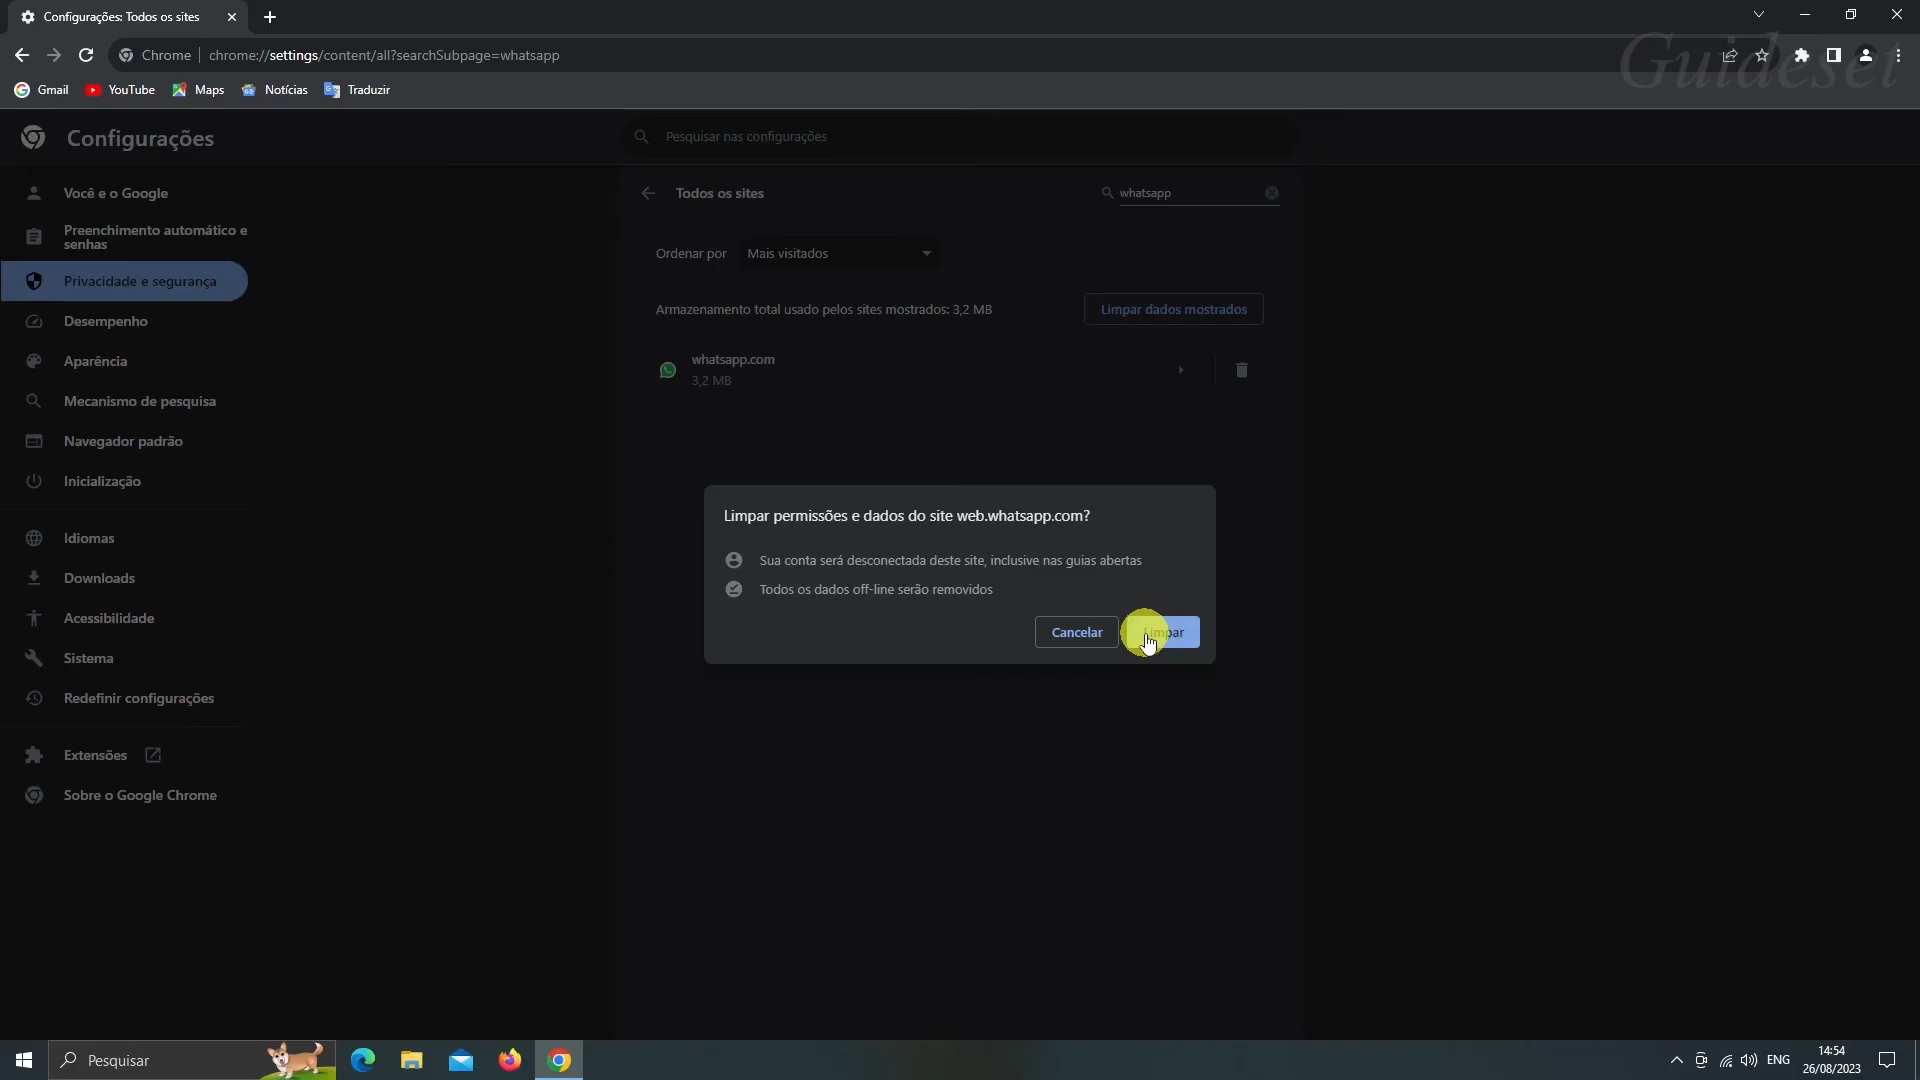 Configurações: Todos os sites
Chrome
chrome://settings/content/all?searchSubpage=whatsapp
Guideset
Gmail
YouTube
Maps
Notícias
Traduzir
Configurações
Pesquisar nas configurações
Você e o Google
Preenchimento automático e
senhas
Privacidade e segurança
Desempenho
Aparência
Mecanismo de pesquisa
Navegador padrão
Inicialização
Idiomas
Downloads
Acessibilidade
Sistema
Redefinir configurações
Extensões
Sobre o Google Chrome
Todos os sites
whatsapp
Ordenar por
Mais visitados
Armazenamento total usado pelos sites mostrados: 3,2 MB
Limpar dados mostrados
whatsapp.com
3,2 MB
Limpar permissões e dados do site web.whatsapp.com?
Sua conta será desconectada deste site, inclusive nas guias abertas
Todos os dados off-line serão removidos
Cancelar
Limpar
Pesquisar
ENG
14:54
26/08/2023